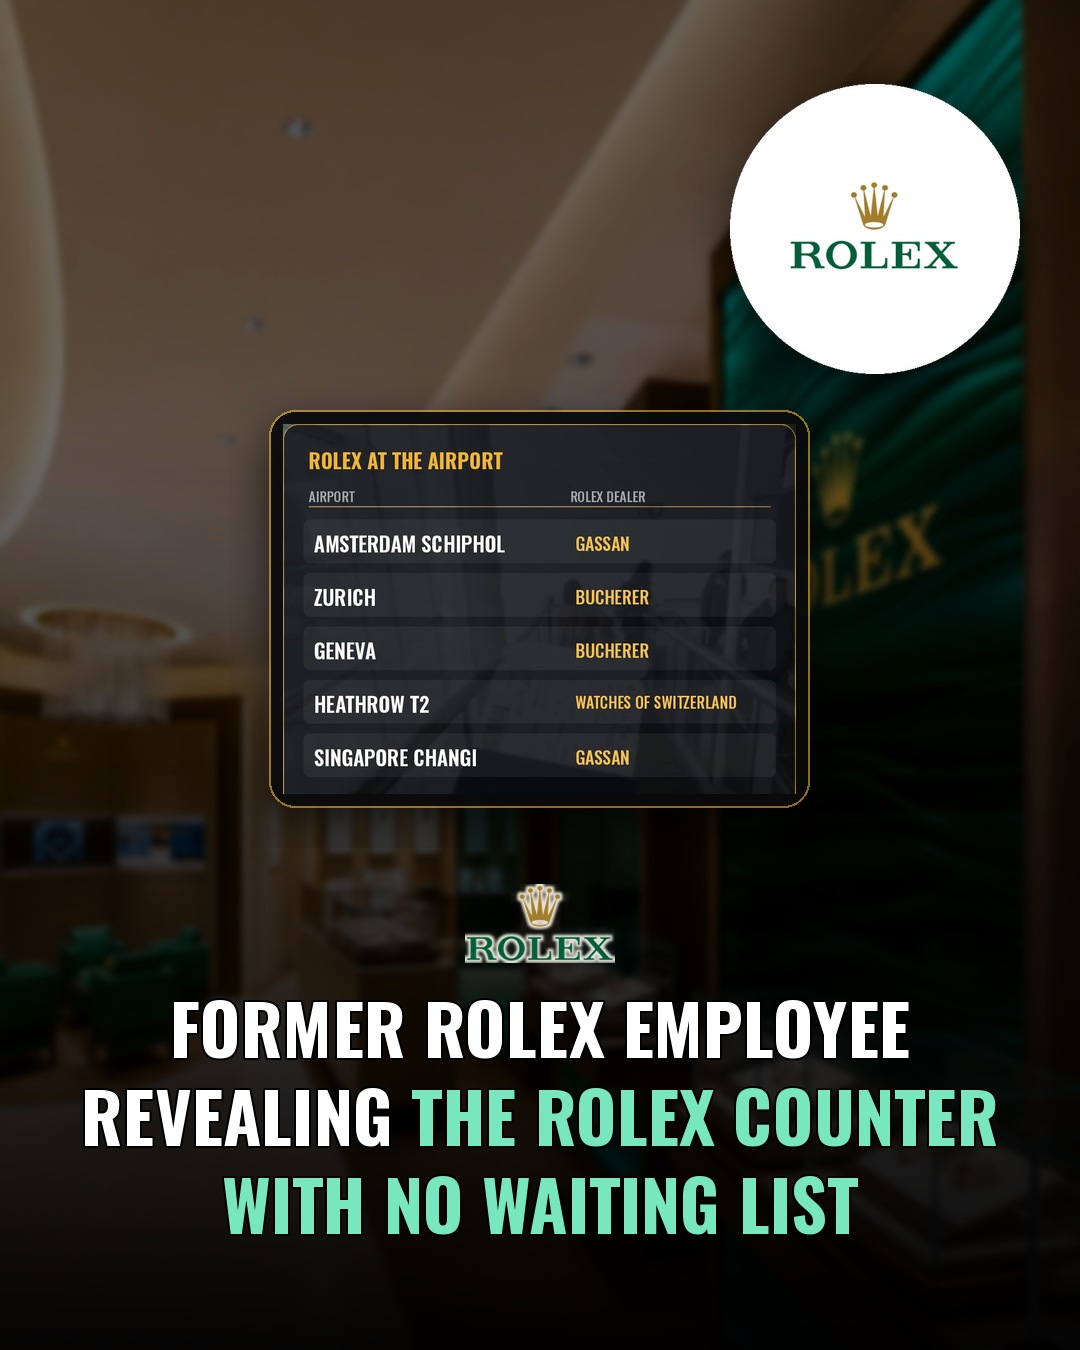 ROLEX
ROLEX AT THE AIRPORT
AIRPORT ROLEX DEALER
AMSTERDAM SCHIPHOL GASSAN
ZURICH BUCHERER
GENEVA BUCHERER
HEATHROW T2 WATCHES OF SWITZERLAND
SINGAPORE CHANGI GASSAN
OLEX
ROLEX
FORMER ROLEX EMPLOYEE
REVEALING THE ROLEX COUNTER
WITH NO WAITING LIST